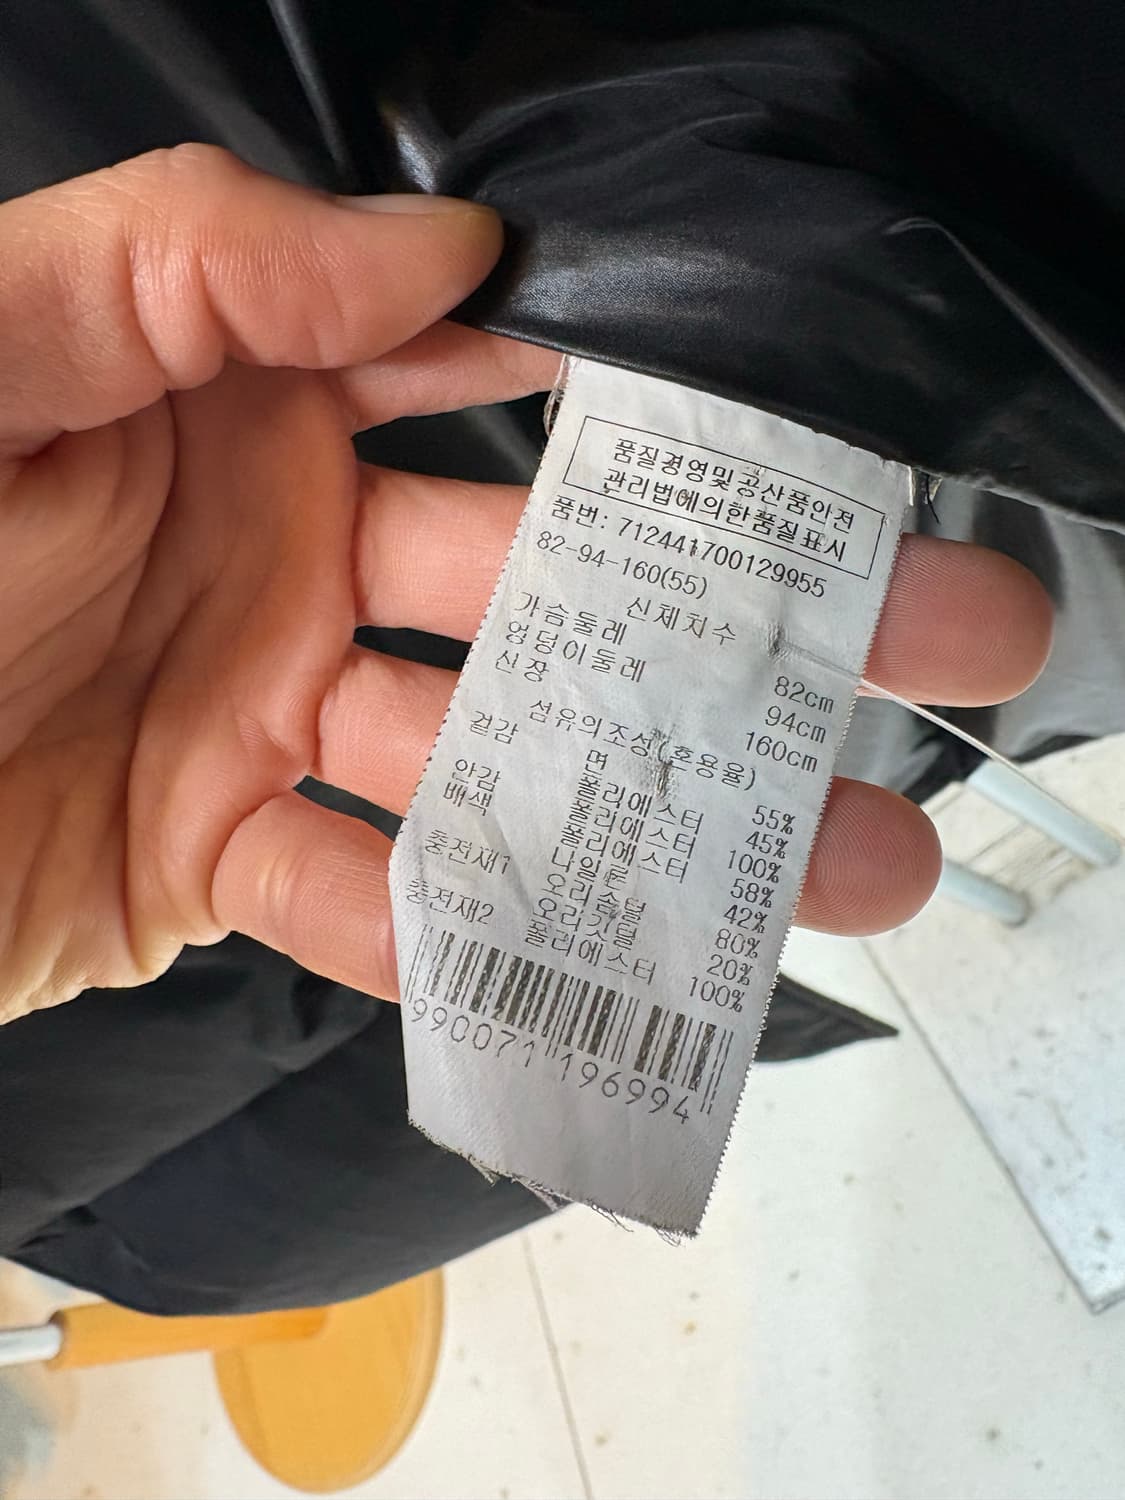 품질경영및공산품안전
관리법에의한품질표시
품번: 712441700129955
82-94-160(55)
신체치수
가슴둘레 82cm
엉덩이둘레 94cm
신장 160cm
섬유의조성(혼용율)
겉감 면 55%
폴리에스터 45%
안감 폴리에스터 100%
배색 폴리에스터 58%
나일론 42%
충전재1 오리솜털 80%
오리깃털 20%
충전재2 폴리에스터 100%
990071 196994